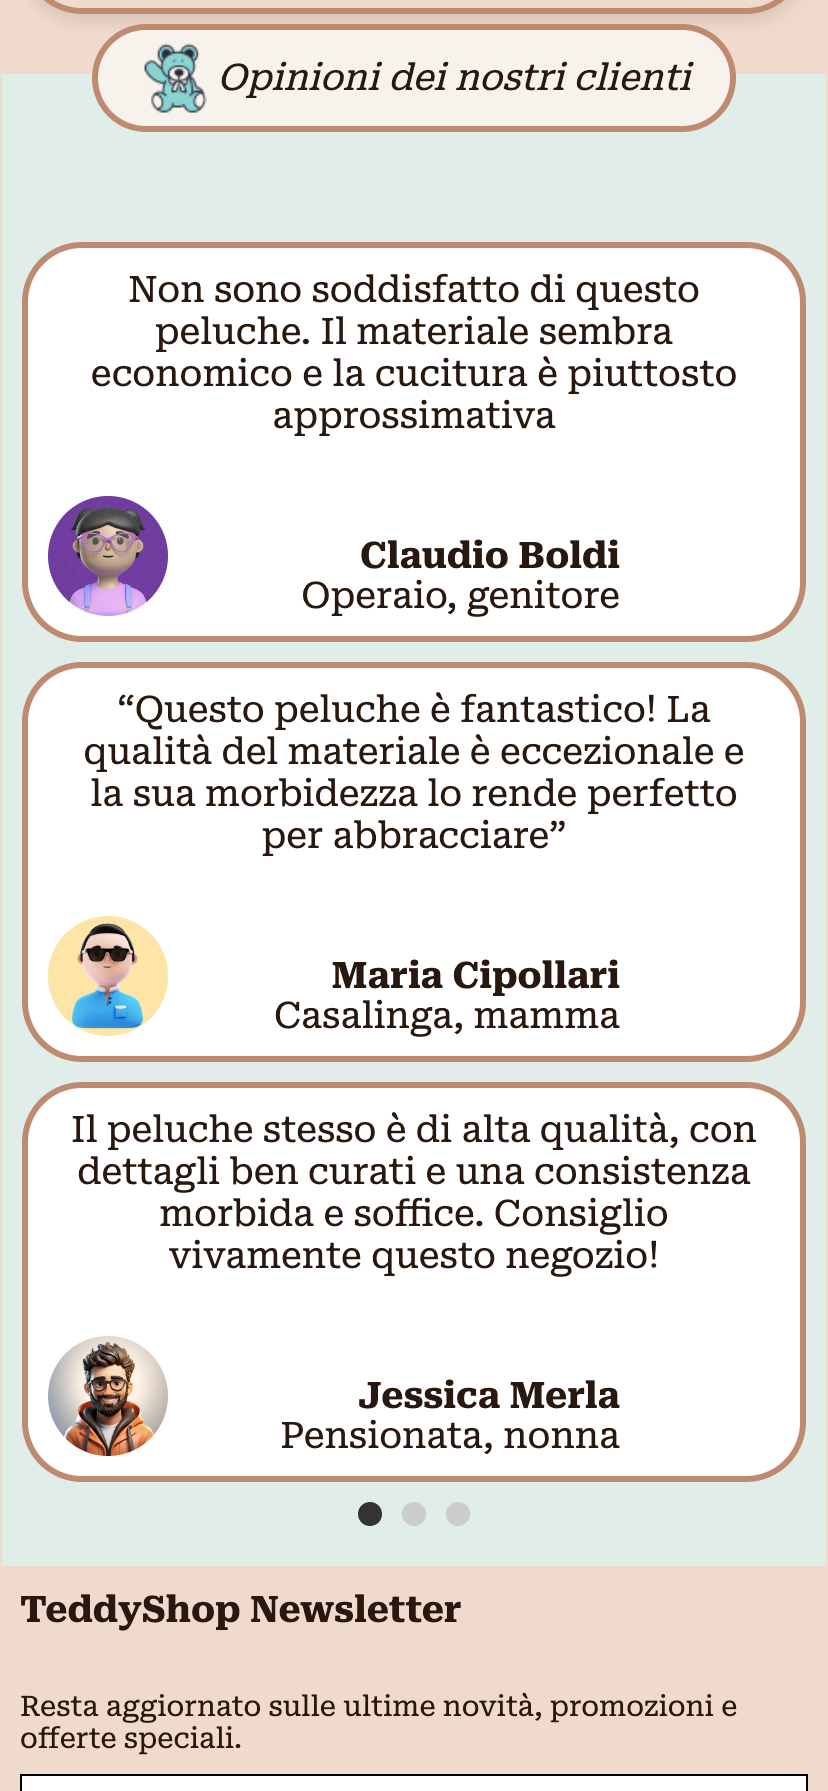 Opinioni dei nostri clienti
Non sono soddisfatto di questo
peluche. Il materiale sembra
economico e la cucitura è piuttosto
approssimativa
Claudio Boldi
Operaio, genitore
“Questo peluche è fantastico! La
qualità del materiale è eccezionale e
la sua morbidezza lo rende perfetto
per abbracciare”
Maria Cipollari
Casalinga, mamma
Il peluche stesso è di alta qualità, con
dettagli ben curati e una consistenza
morbida e soffice. Consiglio
vivamente questo negozio!
Jessica Merla
Pensionata, nonna
TeddyShop Newsletter
Resta aggiornato sulle ultime novità, promozioni e
offerte speciali.